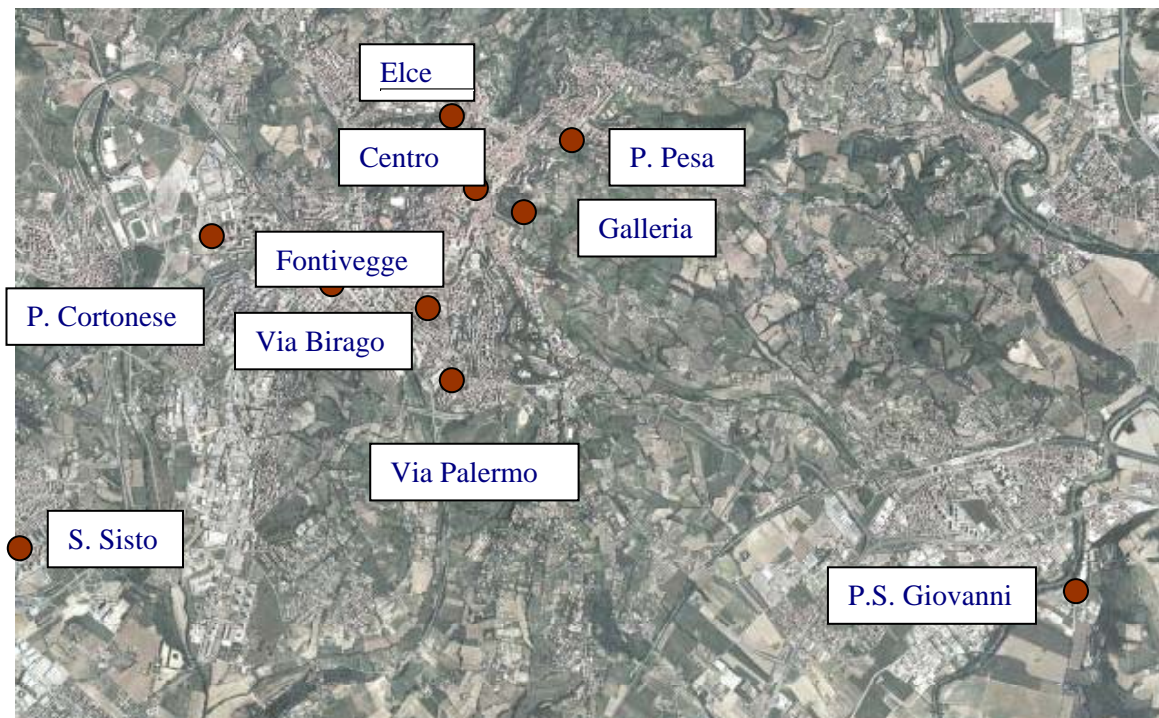 Elce
Centro
P. Pesa
Galleria
Fontivegge
P. Cortonese
Via Birago
Via Palermo
S. Sisto
P.S. Giovanni